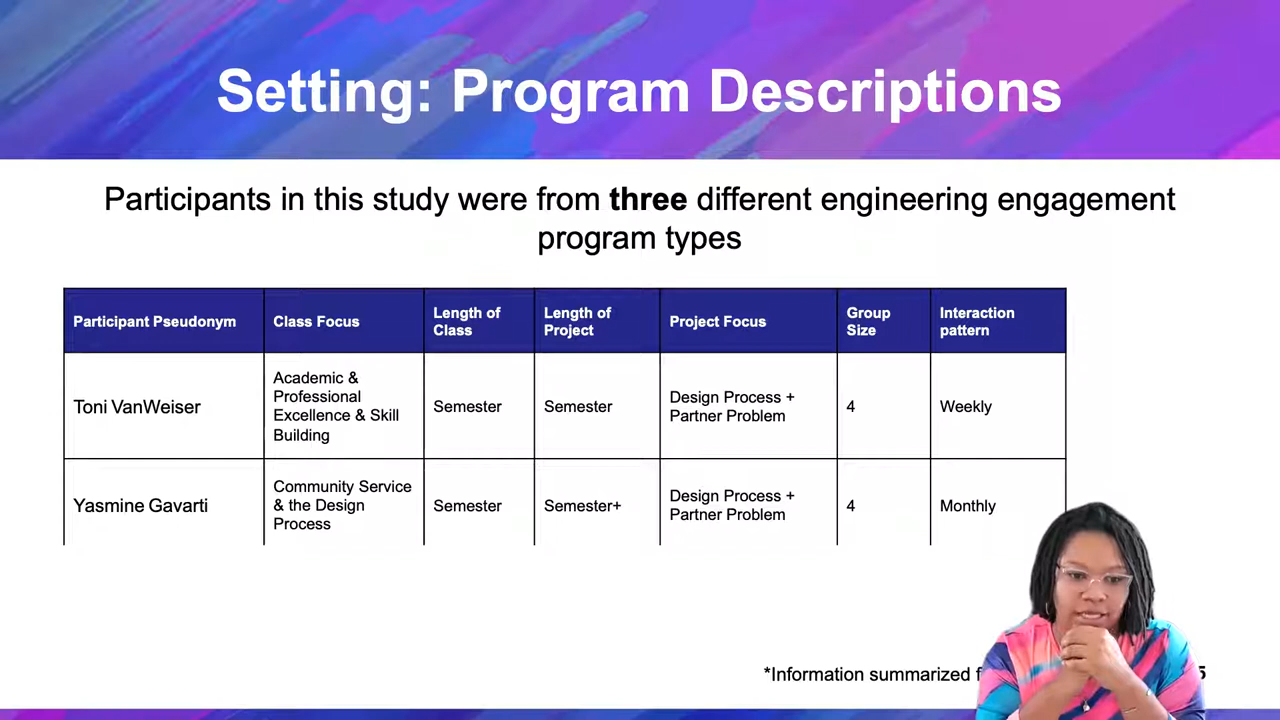 Setting: Program Descriptions
Participants in this study were from three different engineering engagement
program types
Participant Pseudonym
Class Focus
Length of
Class
Length of
Project
Project Focus
Group
Size
Interaction
pattern
Toni VanWeiser
Academic &
Professional
Excellence & Skill
Building
Semester
Semester
Design Process +
Partner Problem
4
Weekly
Yasmine Gavarti
Community Service
& the Design
Process
Semester
Semester+
Design Process +
Partner Problem
4
Monthly
*Information summarized
5